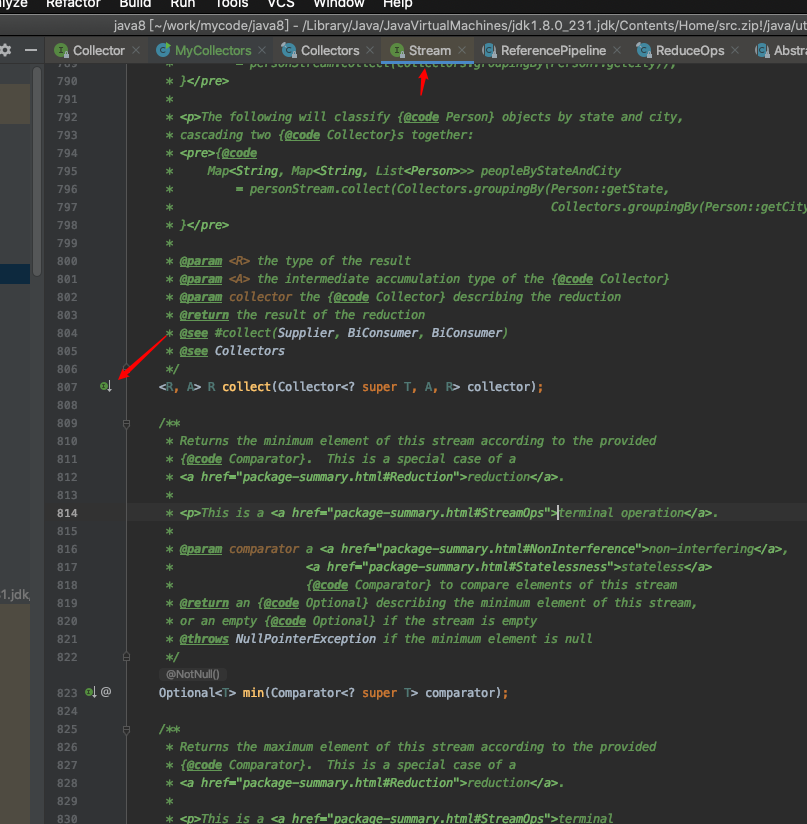 alyze Refactor Build Run Tools VCS Window Help
java8 [~/work/mycode/java8] - /Library/Java/JavaVirtualMachines/jdk1.8.0_231.jdk/Contents/Home/src.zip!/java/ut
Collector MyCollectors Collectors Stream ReferencePipeline ReduceOps Abstra
789 * = personStream.collect(Collectors.groupingBy(Person::getCity));
790 * }</pre>
791 *
792 * <p>The following will classify {@code Person} objects by state and city,
793 * cascading two {@code Collector}s together:
794 * <pre>{@code
795 * Map<String, Map<String, List<Person>>> peopleByStateAndCity
796 * = personStream.collect(Collectors.groupingBy(Person::getState,
797 * Collectors.groupingBy(Person::getCity
798 * }</pre>
799 *
800 * @param <R> the type of the result
801 * @param <A> the intermediate accumulation type of the {@code Collector}
802 * @param collector the {@code Collector} describing the reduction
803 * @return the result of the reduction
804 * @see #collect(Supplier, BiConsumer, BiConsumer)
805 * @see Collectors
806 */
807 <R, A> R collect(Collector<? super T, A, R> collector);
808
809 /**
810 * Returns the minimum element of this stream according to the provided
811 * {@code Comparator}. This is a special case of a
812 * <a href="package-summary.html#Reduction">reduction</a>.
813 *
814 * <p>This is a <a href="package-summary.html#StreamOps">terminal operation</a>.
815 *
816 * @param comparator a <a href="package-summary.html#NonInterference">non-interfering</a>,
817 * <a href="package-summary.html#Statelessness">stateless</a>
818 * {@code Comparator} to compare elements of this stream
31.jdk, 819 * @return an {@code Optional} describing the minimum element of this stream,
820 * or an empty {@code Optional} if the stream is empty
821 * @throws NullPointerException if the minimum element is null
822 */
@NotNull()
823 @ Optional<T> min(Comparator<? super T> comparator);
824
825 /**
826 * Returns the maximum element of this stream according to the provided
827 * {@code Comparator}. This is a special case of a
828 * <a href="package-summary.html#Reduction">reduction</a>.
829 *
830 * <p>This is a <a href="package-summary.html#StreamOps">terminal